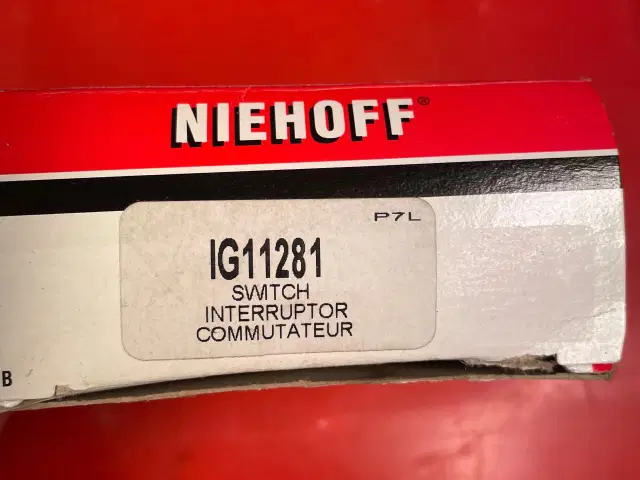 NIEHOFF®
P7L
IG11281
SWITCH
INTERRUPTOR
COMMUTATEUR
B